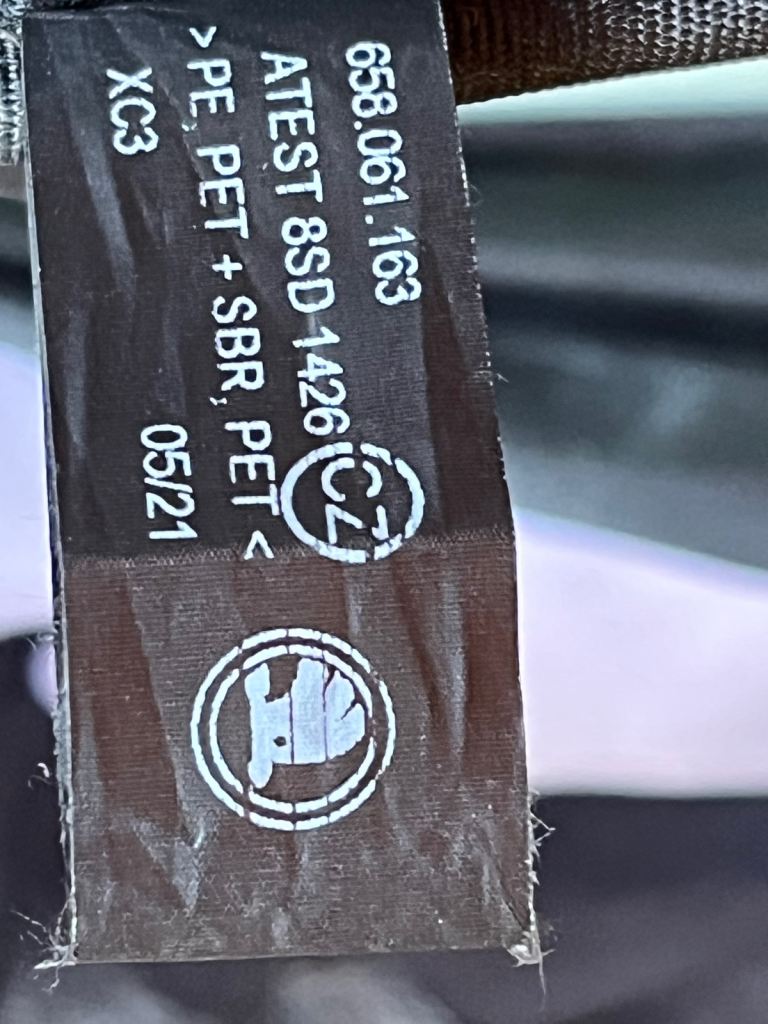 658.061.163
ATEST 8SD 1426 CZ
>PE, PET + SBR, PET<
XC3 05/21